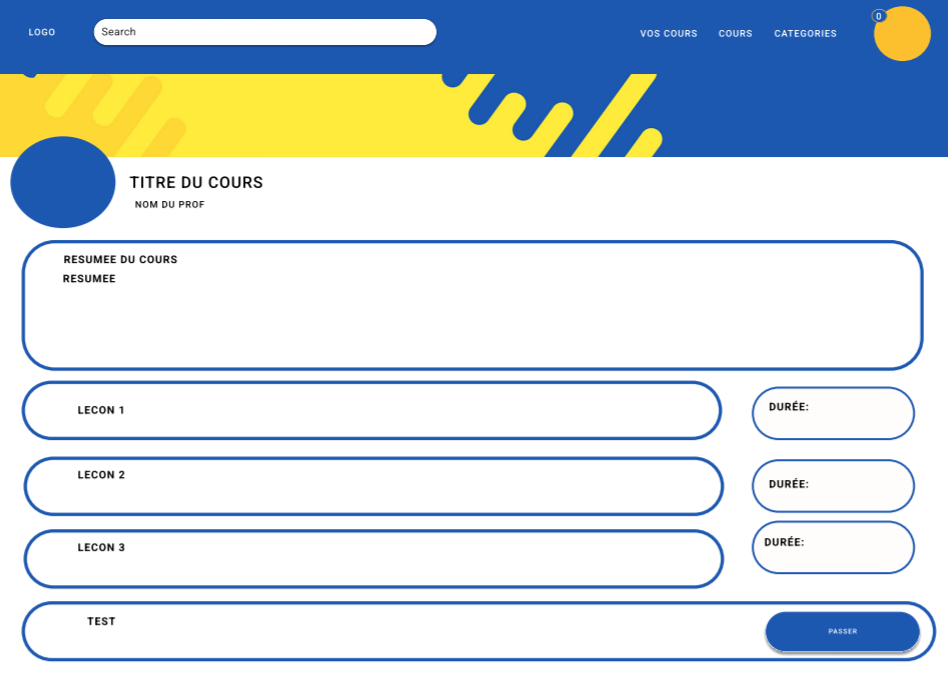 LOGO
Search
VOS COURS
COURS
CATEGORIES
0
TITRE DU COURS
NOM DU PROF
RESUMEE DU COURS
RESUMEE
LECON 1
DURÉE:
LECON 2
DURÉE:
LECON 3
DURÉE:
TEST
PASSER